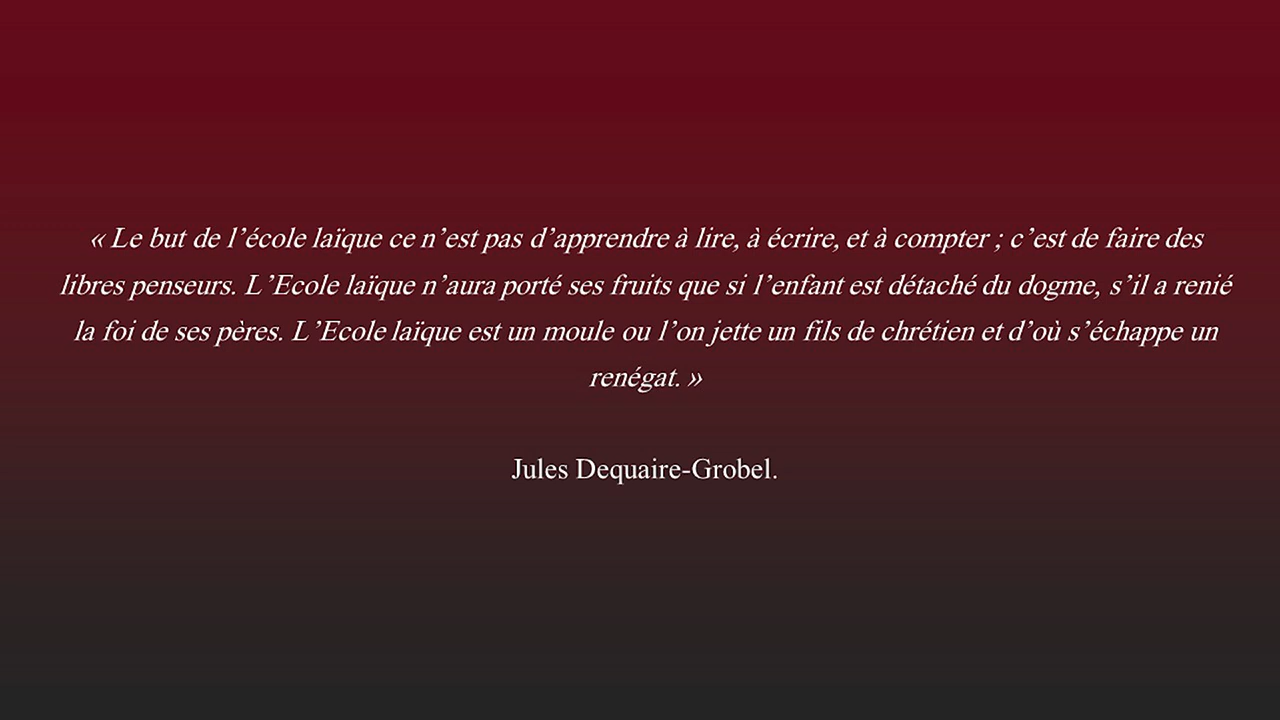 « Le but de l’école laïque ce n’est pas d’apprendre à lire, à écrire, et à compter ; c’est de faire des
libres penseurs. L’Ecole laïque n’aura porté ses fruits que si l’enfant est détaché du dogme, s’il a renié
la foi de ses pères. L’Ecole laïque est un moule ou l’on jette un fils de chrétien et d’où s’échappe un
renégat. »
Jules Dequaire-Grobel.